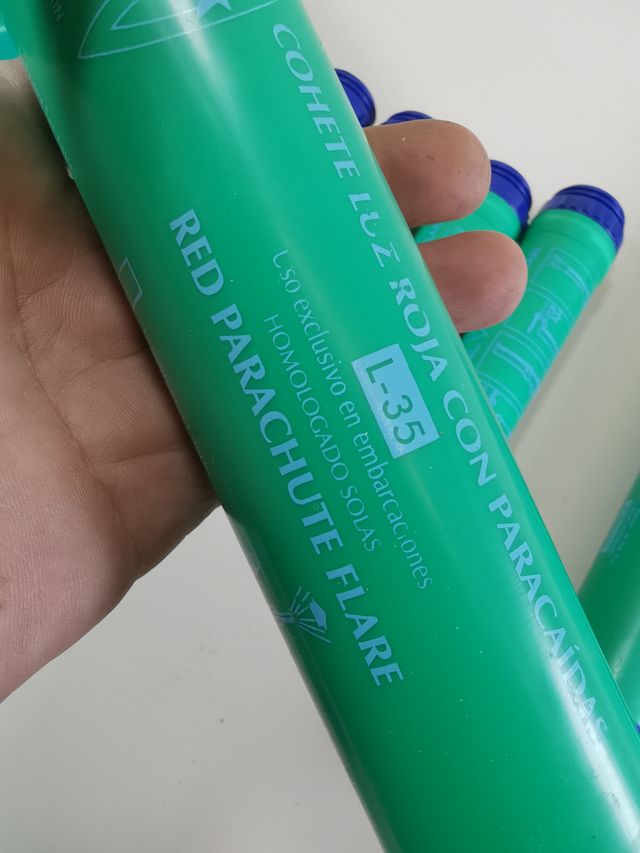 COHETE LUZ ROJA CON PARACAÍDAS
L-35
Uso exclusivo en embarcaciones
HOMOLOGADO SOLAS
RED PARACHUTE FLARE